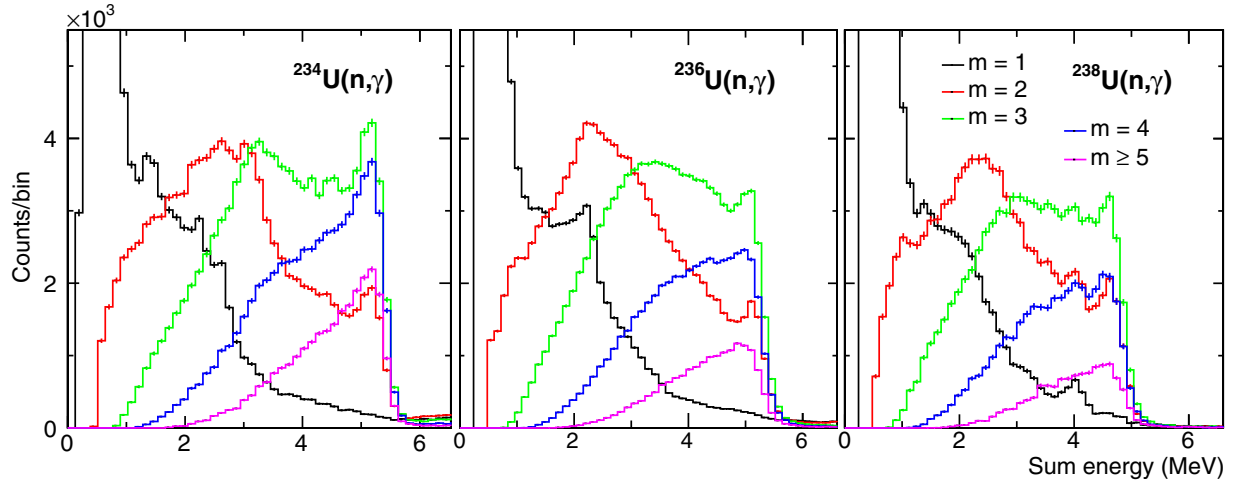 ×10³
²³⁴U(n,γ)
²³⁶U(n,γ)
²³⁸U(n,γ)
m = 1
m = 2
m = 3
m = 4
m ≥ 5
Counts/bin
4
2
0
0 2 4 6
0 2 4 6
0 2 4 6
Sum energy (MeV)